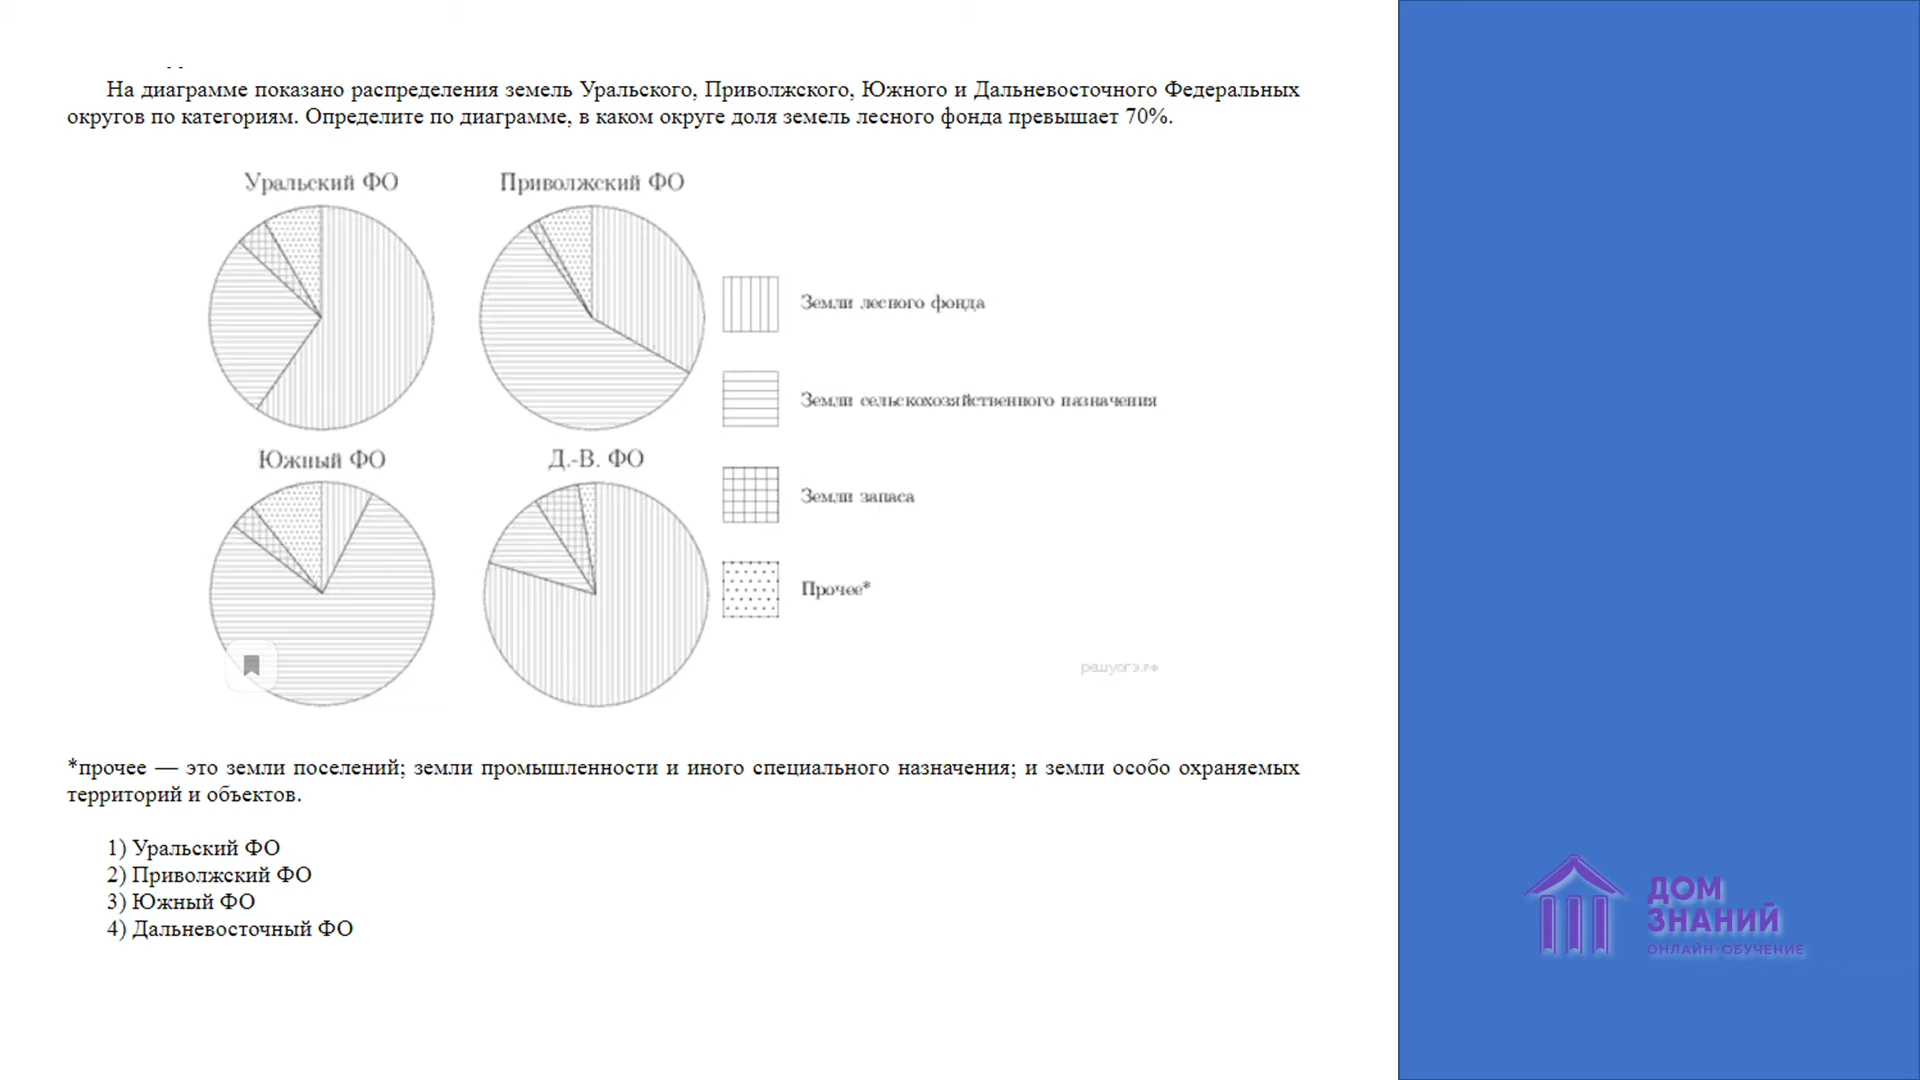 На диаграмме показано распределения земель Уральского, Приволжского, Южного и Дальневосточного Федеральных
округов по категориям. Определите по диаграмме, в каком округе доля земель лесного фонда превышает 70%.
Уральский ФО
Приволжский ФО
Земли лесного фонда
Земли сельскохозяйственного назначения
Южный ФО
Д.-В. ФО
Земли запаса
Прочее*
решуогэ.рф
*прочее — это земли поселений; земли промышленности и иного специального назначения; и земли особо охраняемых
территорий и объектов.
1) Уральский ФО
2) Приволжский ФО
3) Южный ФО
4) Дальневосточный ФО
ДОМ
ЗНАНИЙ
ОНЛАЙН-ОБУЧЕНИЕ